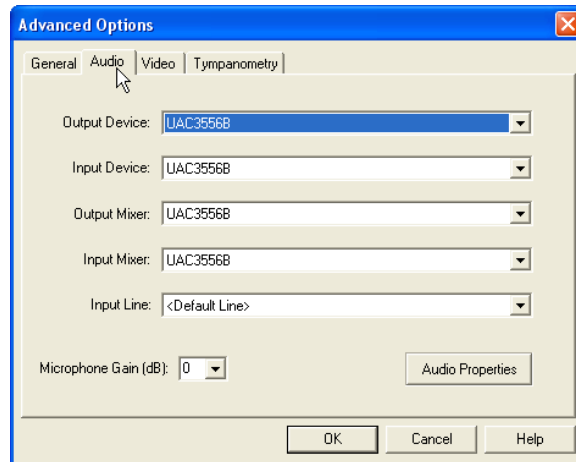 Advanced Options
General Audio Video Tympanometry
Output Device: UAC3556B
Input Device: UAC3556B
Output Mixer: UAC3556B
Input Mixer: UAC3556B
Input Line: <Default Line>
Microphone Gain (dB): 0 Audio Properties
OK Cancel Help